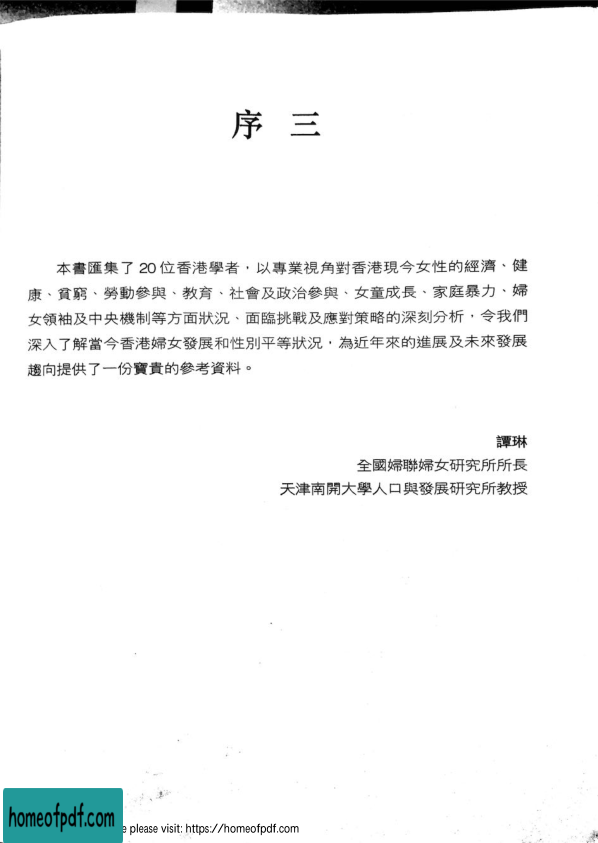 序 三
本書匯集了 20 位香港學者，以專業視角對香港現今女性的經濟、健
康、貧窮、勞動參與、教育、社會及政治參與、女童成長、家庭暴力、婦
女領袖及中央機制等方面狀況、面臨挑戰及應對策略的深刻分析，令我們
深入了解當今香港婦女發展和性別平等狀況，為近年來的進展及未來發展
趨向提供了一份寶貴的參考資料。
譚琳
全國婦聯婦女研究所所長
天津南開大學人口與發展研究所教授
homeofpdf.com
e please visit: https://homeofpdf.com